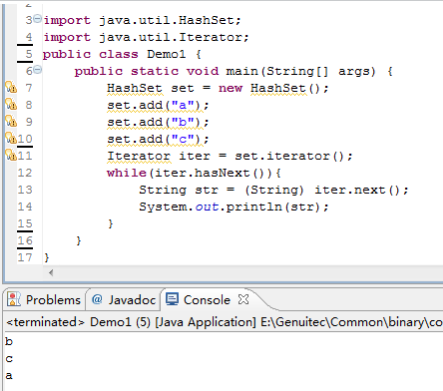 3 import java.util.HashSet;
4 import java.util.Iterator;
5 public class Demo1 {
6     public static void main(String[] args) {
7         HashSet set = new HashSet();
8         set.add("a");
9         set.add("b");
10         set.add("c");
11         Iterator iter = set.iterator();
12         while(iter.hasNext()){
13             String str = (String) iter.next();
14             System.out.println(str);
15         }
16     }
17 }
Problems @ Javadoc Console
<terminated> Demo1 (5) [Java Application] E:\Genuitec\Common\binary\co
b
c
a